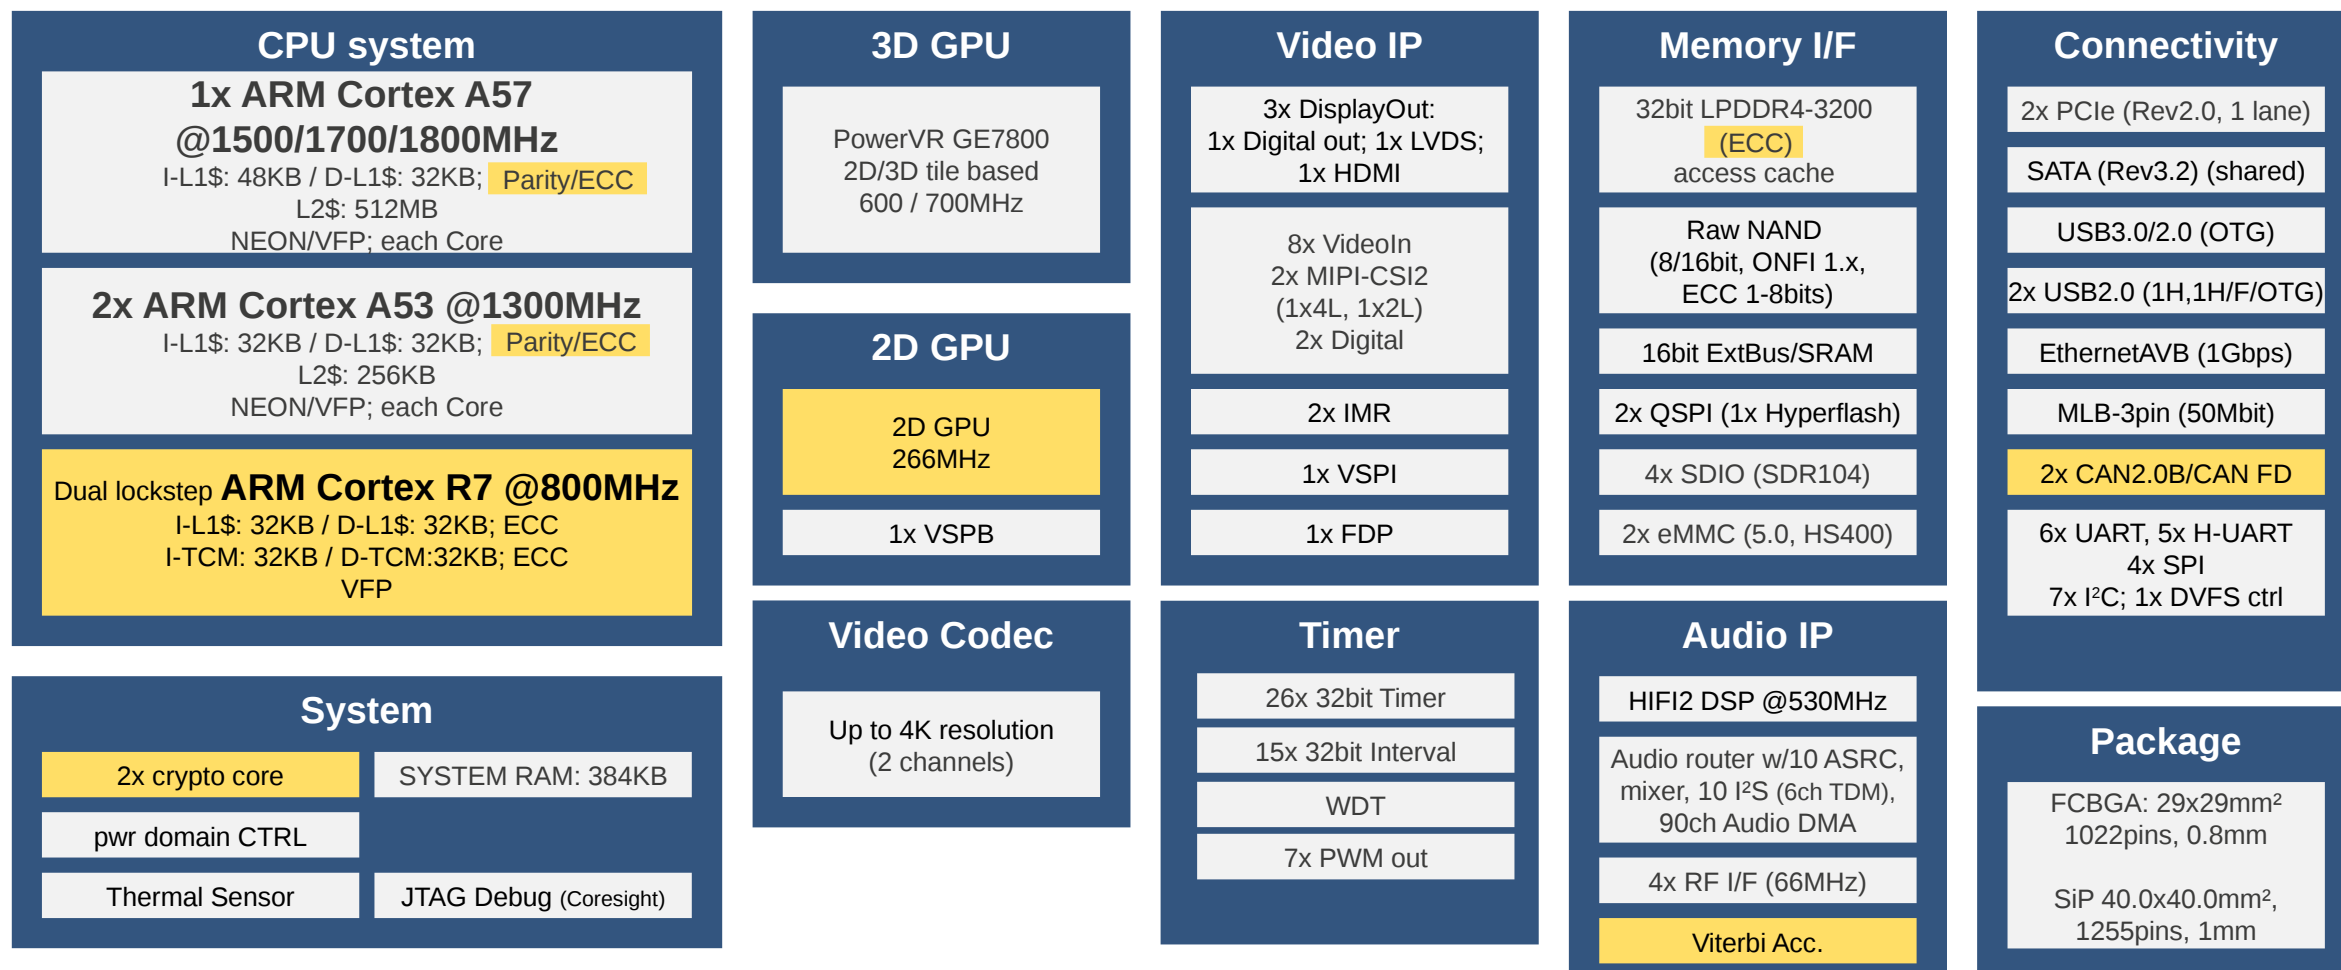 CPU system
1x ARM Cortex A57
@1500/1700/1800MHz
I-L1$: 48KB / D-L1$: 32KB; Parity/ECC
L2$: 512MB
NEON/VFP; each Core
2x ARM Cortex A53 @1300MHz
I-L1$: 32KB / D-L1$: 32KB; Parity/ECC
L2$: 256KB
NEON/VFP; each Core
Dual lockstep ARM Cortex R7 @800MHz
I-L1$: 32KB / D-L1$: 32KB; ECC
I-TCM: 32KB / D-TCM:32KB; ECC
VFP
System
2x crypto core
SYSTEM RAM: 384KB
pwr domain CTRL
Thermal Sensor
JTAG Debug (Coresight)
3D GPU
PowerVR GE7800
2D/3D tile based
600 / 700MHz
2D GPU
2D GPU
266MHz
1x VSPB
Video Codec
Up to 4K resolution
(2 channels)
Video IP
3x DisplayOut:
1x Digital out; 1x LVDS;
1x HDMI
8x VideoIn
2x MIPI-CSI2
(1x4L, 1x2L)
2x Digital
2x IMR
1x VSPI
1x FDP
Timer
26x 32bit Timer
15x 32bit Interval
WDT
7x PWM out
Memory I/F
32bit LPDDR4-3200
(ECC)
access cache
Raw NAND
(8/16bit, ONFI 1.x,
ECC 1-8bits)
16bit ExtBus/SRAM
2x QSPI (1x Hyperflash)
4x SDIO (SDR104)
2x eMMC (5.0, HS400)
Audio IP
HIFI2 DSP @530MHz
Audio router w/10 ASRC,
mixer, 10 I²S (6ch TDM),
90ch Audio DMA
4x RF I/F (66MHz)
Viterbi Acc.
Connectivity
2x PCIe (Rev2.0, 1 lane)
SATA (Rev3.2) (shared)
USB3.0/2.0 (OTG)
2x USB2.0 (1H,1H/F/OTG)
EthernetAVB (1Gbps)
MLB-3pin (50Mbit)
2x CAN2.0B/CAN FD
6x UART, 5x H-UART
4x SPI
7x I²C; 1x DVFS ctrl
Package
FCBGA: 29x29mm²
1022pins, 0.8mm
SiP 40.0x40.0mm²,
1255pins, 1mm